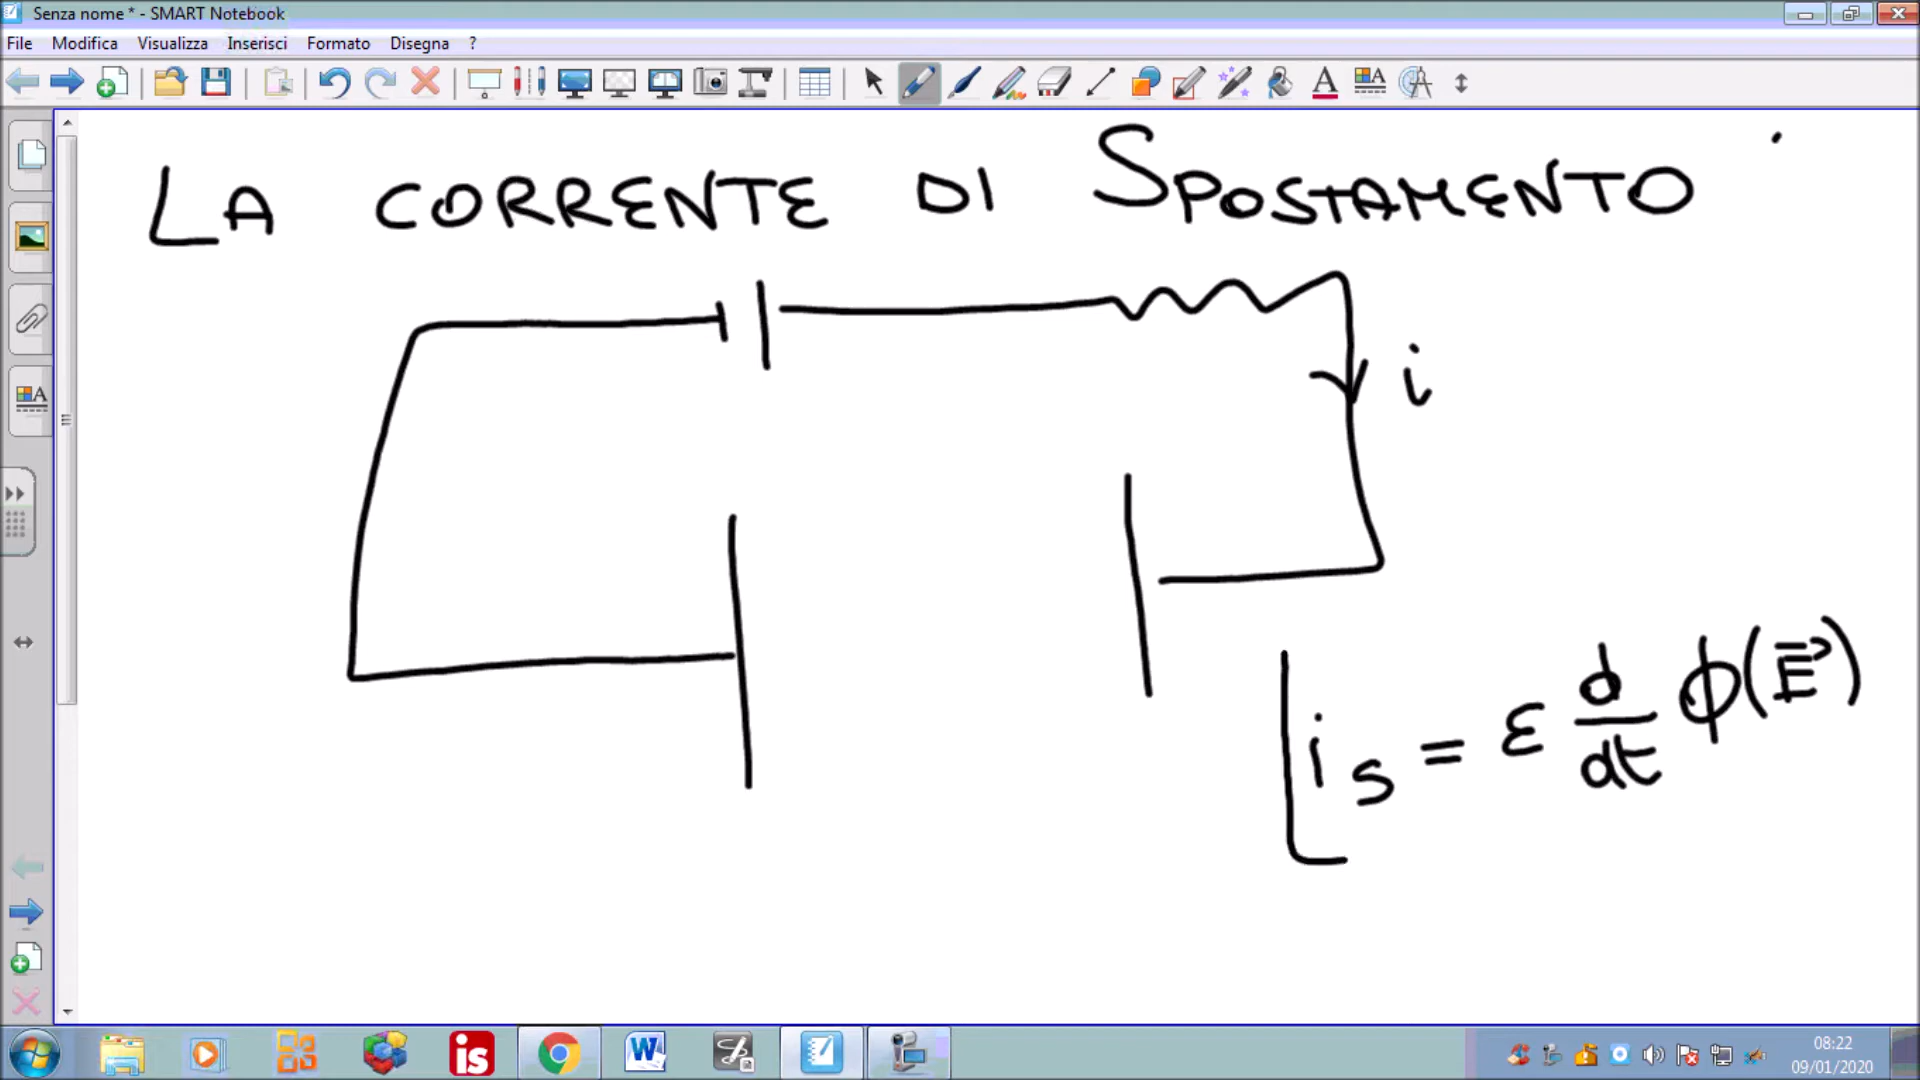 Senza nome * - SMART Notebook
File Modifica Visualizza Inserisci Formato Disegna ?
LA CORRENTE DI SPOSTAMENTO
i
i_s = ε d/dt ϕ(E⃗)
is
W
08:22
09/01/2020